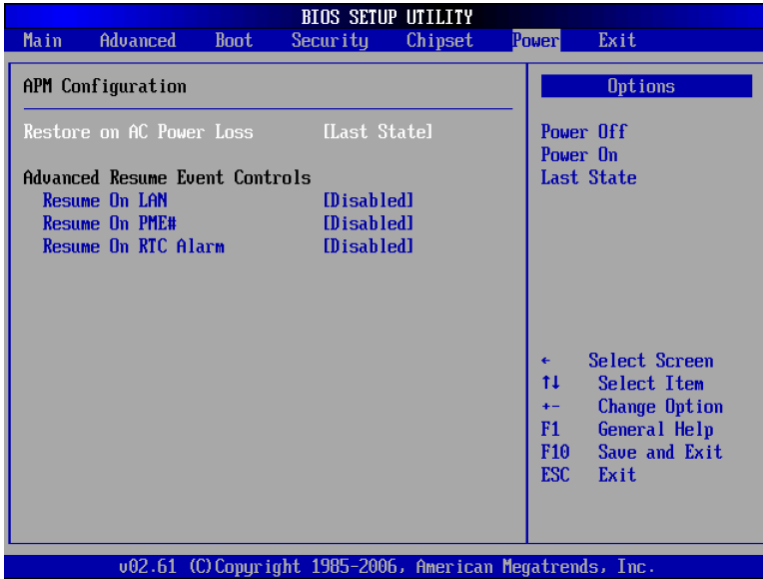 BIOS SETUP UTILITY
Main Advanced Boot Security Chipset Power Exit
APM Configuration
Restore on AC Power Loss [Last State]
Advanced Resume Event Controls
Resume On LAN [Disabled]
Resume On PME# [Disabled]
Resume On RTC Alarm [Disabled]
Options
Power Off
Power On
Last State
← Select Screen
↑↓ Select Item
+- Change Option
F1 General Help
F10 Save and Exit
ESC Exit
v02.61 (C)Copyright 1985-2006, American Megatrends, Inc.